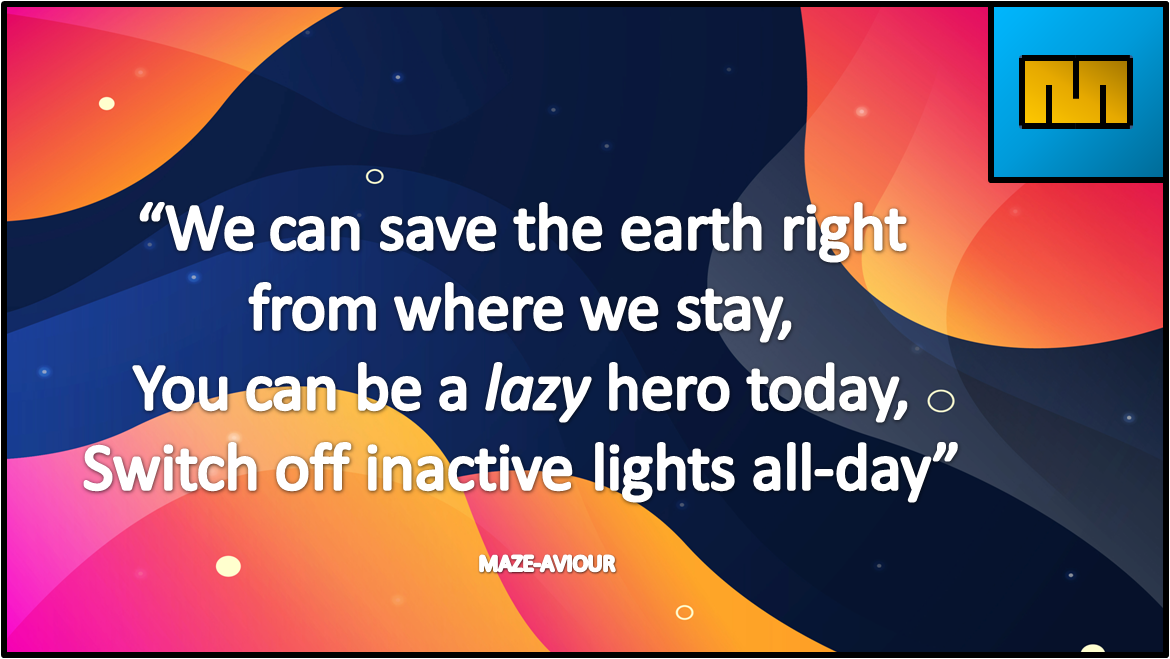 “We can save the earth right
from where we stay,
You can be a lazy hero today,
Switch off inactive lights all-day”
MAZE-AVIOUR